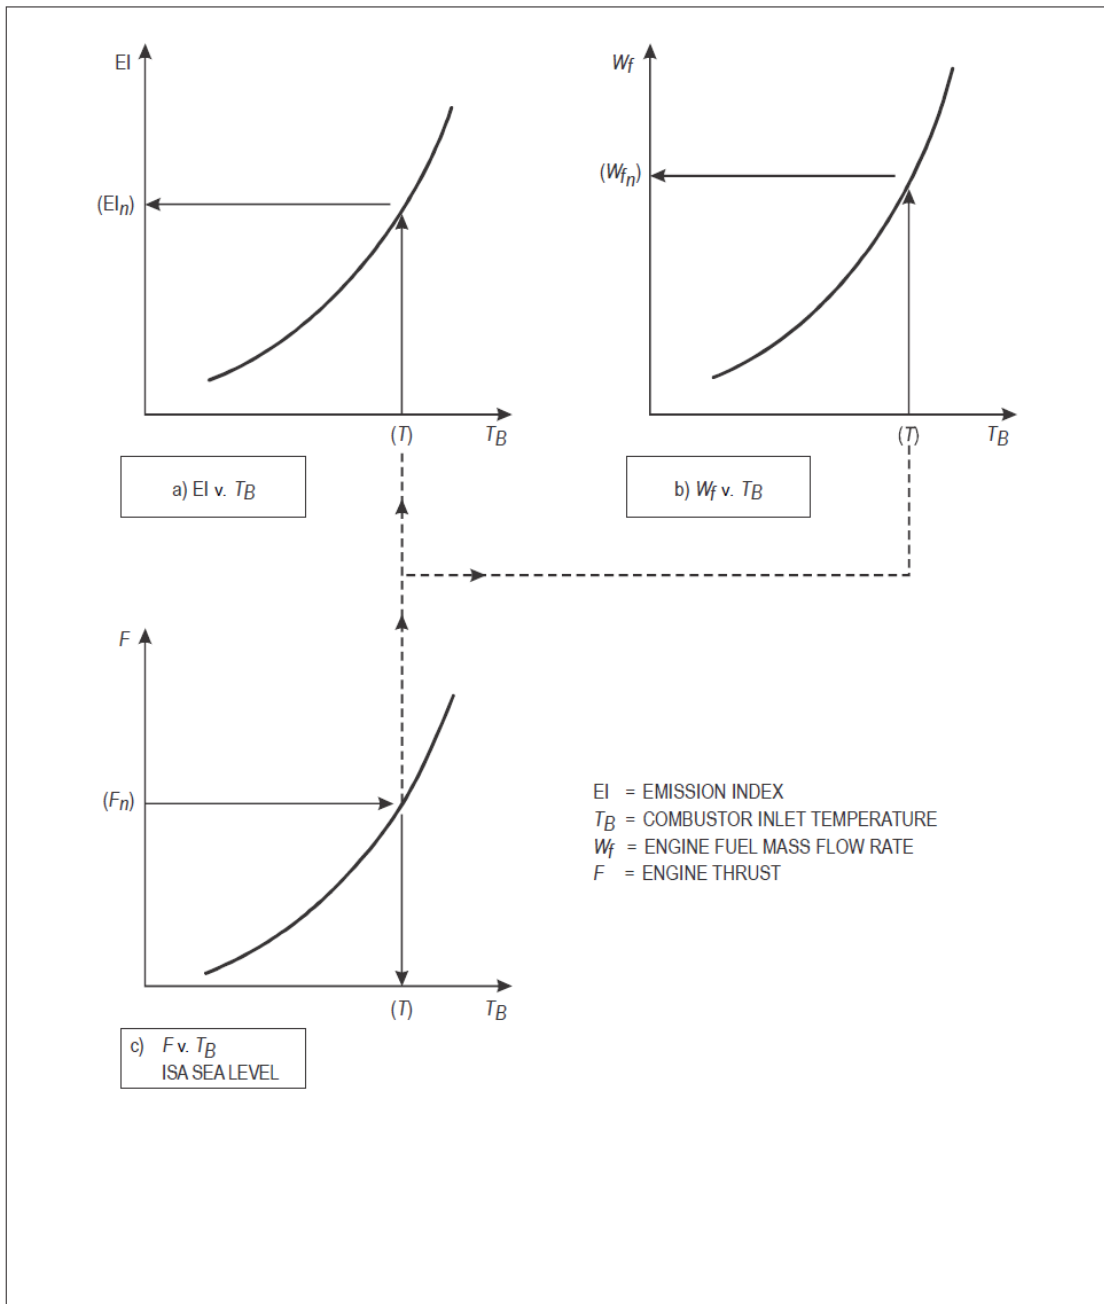 EI
(EIn)
(T)
TB
a) EI v. TB
Wf
(Wfn)
(T)
TB
b) Wf v. TB
F
(Fn)
(T)
TB
c) F v. TB
ISA SEA LEVEL
EI = EMISSION INDEX
TB = COMBUSTOR INLET TEMPERATURE
Wf = ENGINE FUEL MASS FLOW RATE
F = ENGINE THRUST